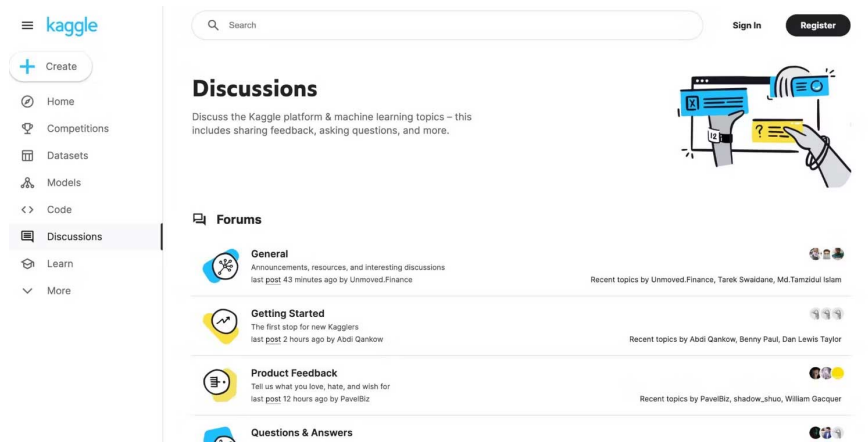 kaggle
Search
Sign In
Register
Create
Home
Competitions
Datasets
Models
Code
Discussions
Learn
More
Discussions
Discuss the Kaggle platform & machine learning topics – this
includes sharing feedback, asking questions, and more.
X
12
?
Forums
General
Announcements, resources, and interesting discussions
last post 43 minutes ago by Unmoved.Finance
Recent topics by Unmoved.Finance, Tarek Swaidane, Md.Tamzidul Islam
Getting Started
The first stop for new Kagglers
last post 2 hours ago by Abdi Qankow
Recent topics by Abdi Qankow, Benny Paul, Dan Lewis Taylor
Product Feedback
Tell us what you love, hate, and wish for
last post 12 hours ago by PavelBiz
Recent topics by PavelBiz, shadow_shuo, William Gacquer
Questions & Answers